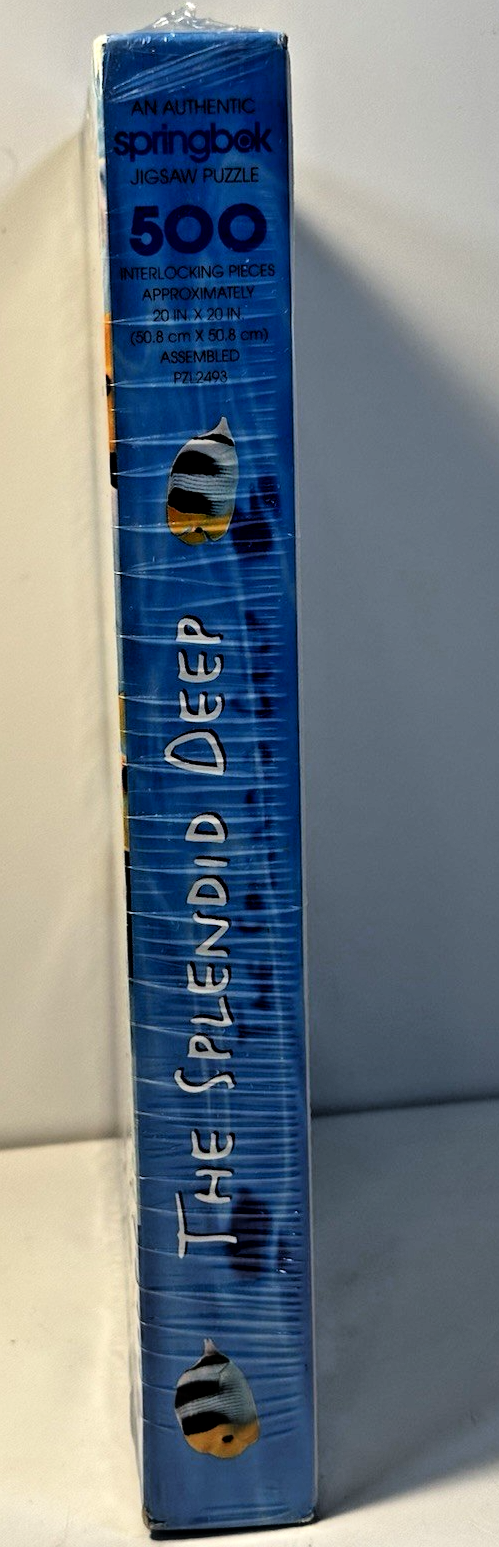 AN AUTHENTIC
springbok
JIGSAW PUZZLE
500
INTERLOCKING PIECES
APPROXIMATELY
20 IN. X 20 IN.
(50.8 cm X 50.8 cm)
ASSEMBLED
PZL2493
THE SPLENDID DEEP